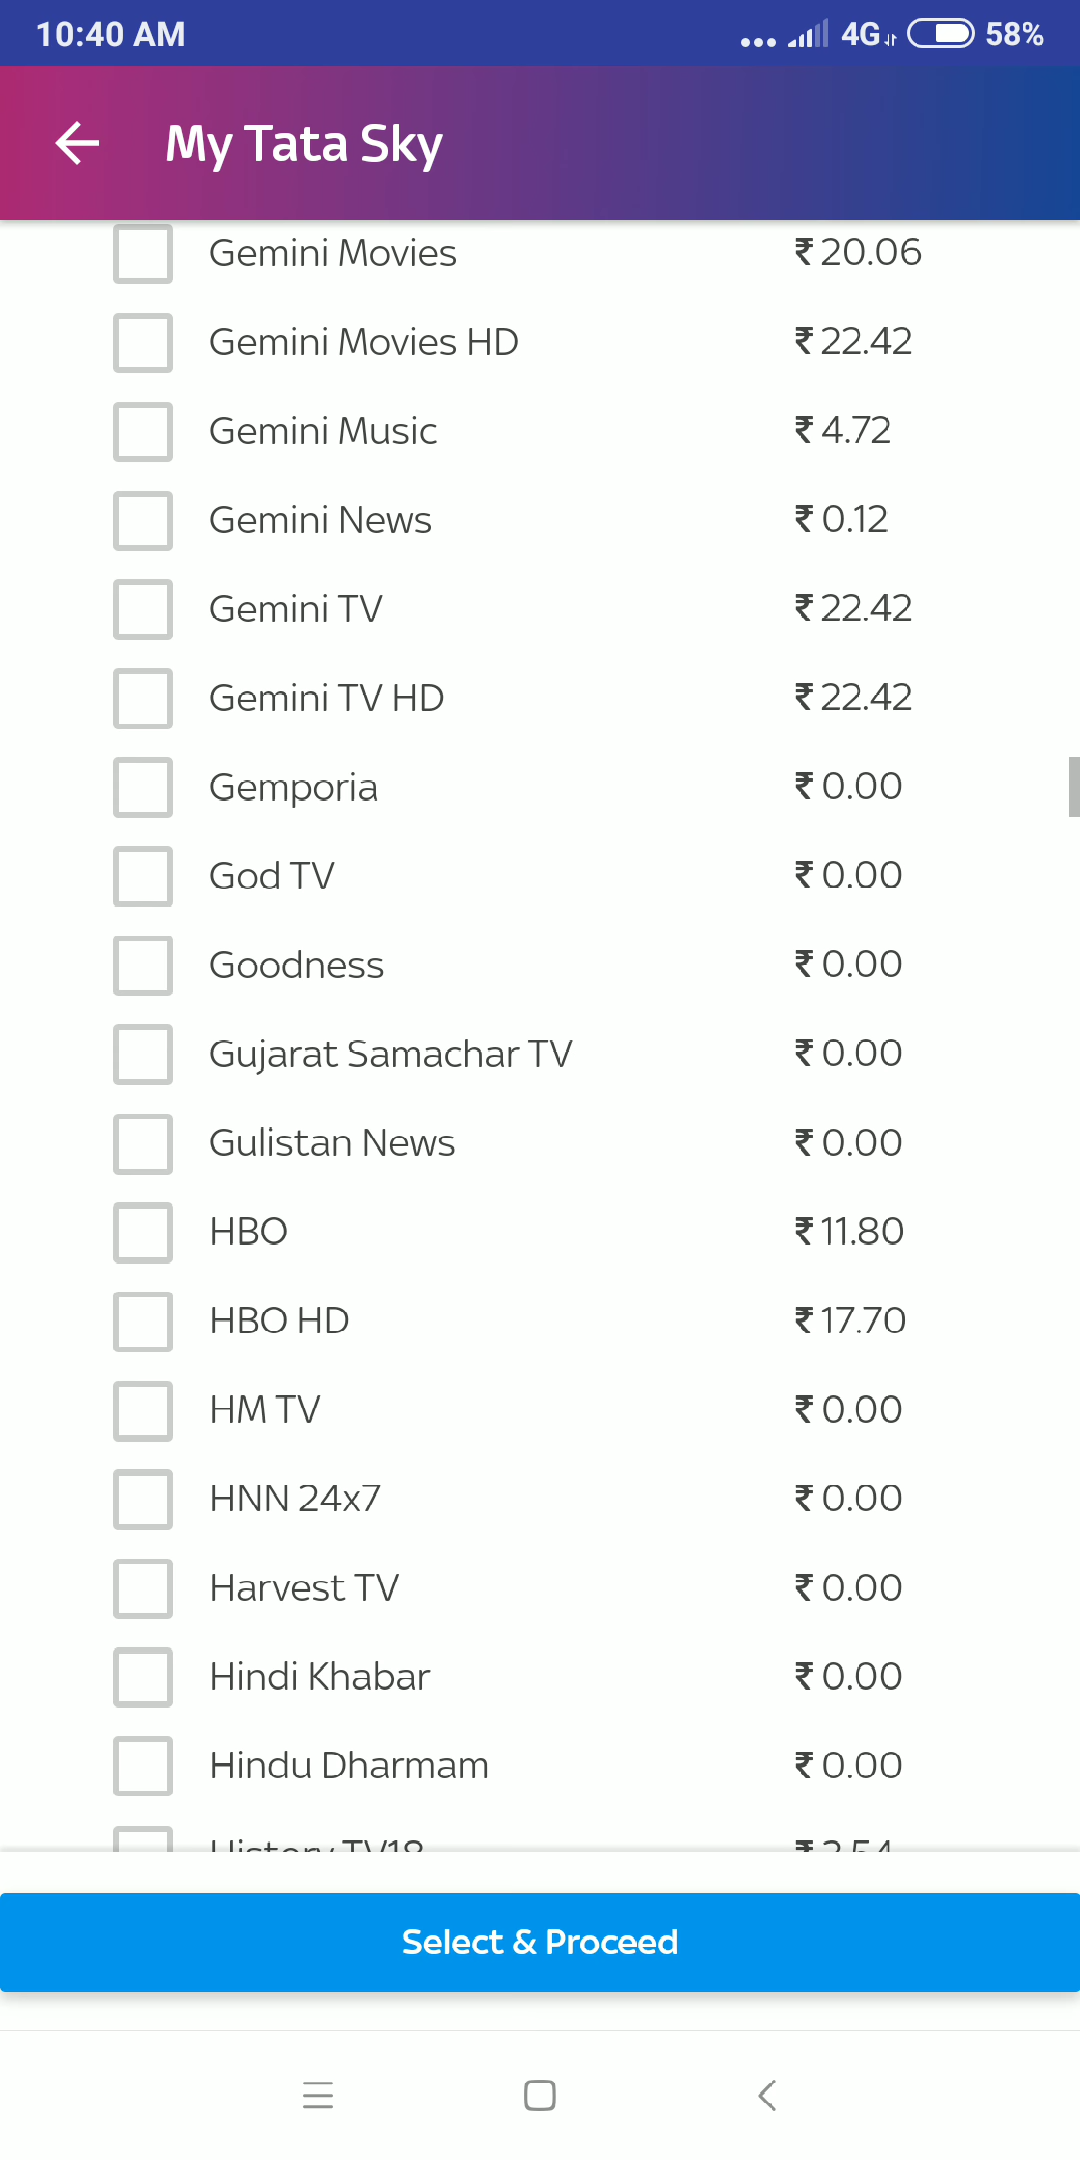 10:40 AM 4G 58%
My Tata Sky
Gemini Movies ₹ 20.06
Gemini Movies HD ₹ 22.42
Gemini Music ₹ 4.72
Gemini News ₹ 0.12
Gemini TV ₹ 22.42
Gemini TV HD ₹ 22.42
Gemporia ₹ 0.00
God TV ₹ 0.00
Goodness ₹ 0.00
Gujarat Samachar TV ₹ 0.00
Gulistan News ₹ 0.00
HBO ₹ 11.80
HBO HD ₹ 17.70
HM TV ₹ 0.00
HNN 24x7 ₹ 0.00
Harvest TV ₹ 0.00
Hindi Khabar ₹ 0.00
Hindu Dharmam ₹ 0.00
History TV18 ₹ 3.54
Select & Proceed